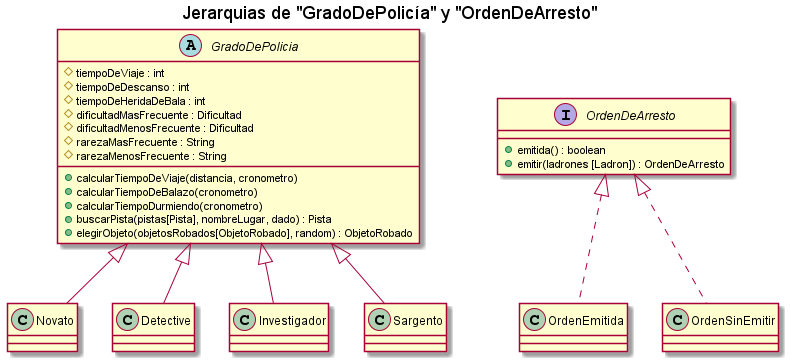 Jerarquias de "GradoDePolicía" y "OrdenDeArresto"
A GradoDePolicia
tiempoDeViaje : int
tiempoDeDescanso : int
tiempoDeHeridaDeBala : int
dificultadMasFrecuente : Dificultad
dificultadMenosFrecuente : Dificultad
rarezaMasFrecuente : String
rarezaMenosFrecuente : String
calcularTiempoDeViaje(distancia, cronometro)
calcularTiempoDeBalazo(cronometro)
calcularTiempoDurmiendo(cronometro)
buscarPista(pistas[Pista], nombreLugar, dado) : Pista
elegirObjeto(objetosRobados[ObjetoRobado], random) : ObjetoRobado
I OrdenDeArresto
emitida() : boolean
emitir(ladrones [Ladron]) : OrdenDeArresto
C Novato
C Detective
C Investigador
C Sargento
C OrdenEmitida
C OrdenSinEmitir